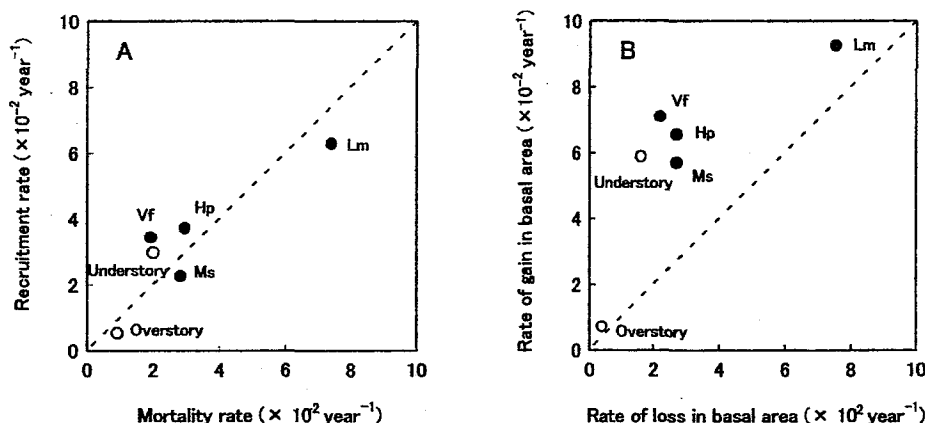 A
Recruitment rate (× 10⁻² year⁻¹)
10
8
6
4
2
0
Lm
Vf
Hp
Understory
Ms
Overstory
0 2 4 6 8 10
Mortality rate (× 10² year⁻¹)
B
Rate of gain in basal area (× 10⁻² year⁻¹)
10
8
6
4
2
0
Lm
Vf
Hp
Understory
Ms
Overstory
0 2 4 6 8 10
Rate of loss in basal area (× 10² year⁻¹)